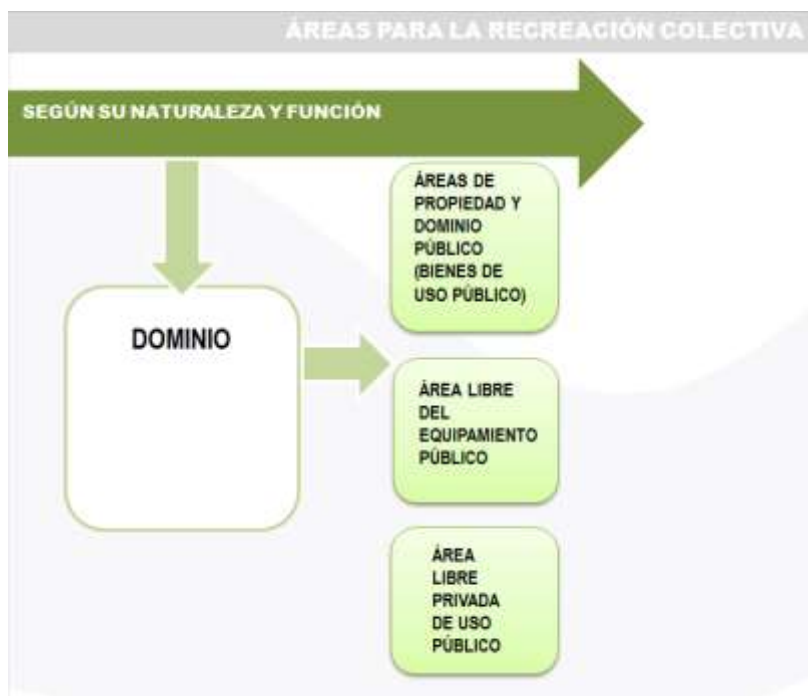 ÁREAS PARA LA RECREACIÓN COLECTIVA
SEGÚN SU NATURALEZA Y FUNCIÓN
DOMINIO
ÁREAS DE
PROPIEDAD Y
DOMINIO
PÚBLICO
(BIENES DE
USO PÚBLICO)
ÁREA LIBRE
DEL
EQUIPAMIENTO
PÚBLICO
ÁREA
LIBRE
PRIVADA
DE USO
PÚBLICO